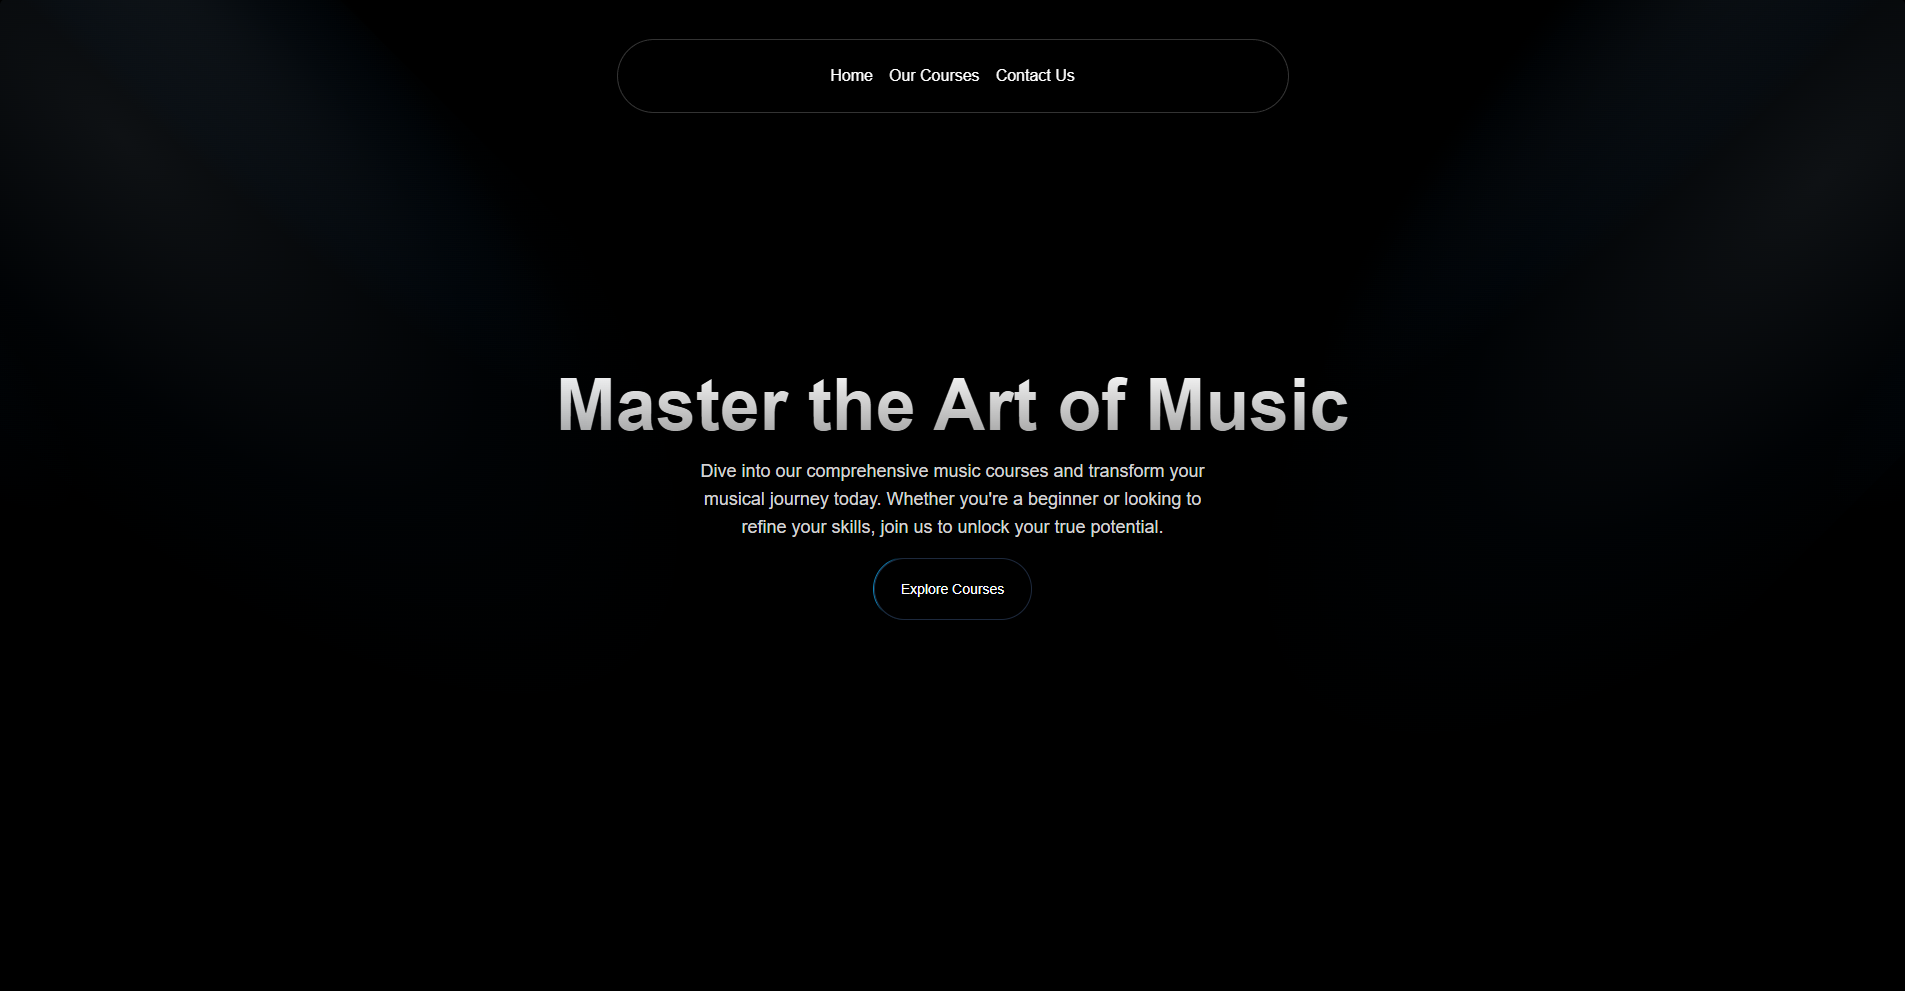 Home Our Courses Contact Us
Master the Art of Music
Dive into our comprehensive music courses and transform your
musical journey today. Whether you're a beginner or looking to
refine your skills, join us to unlock your true potential.
Explore Courses